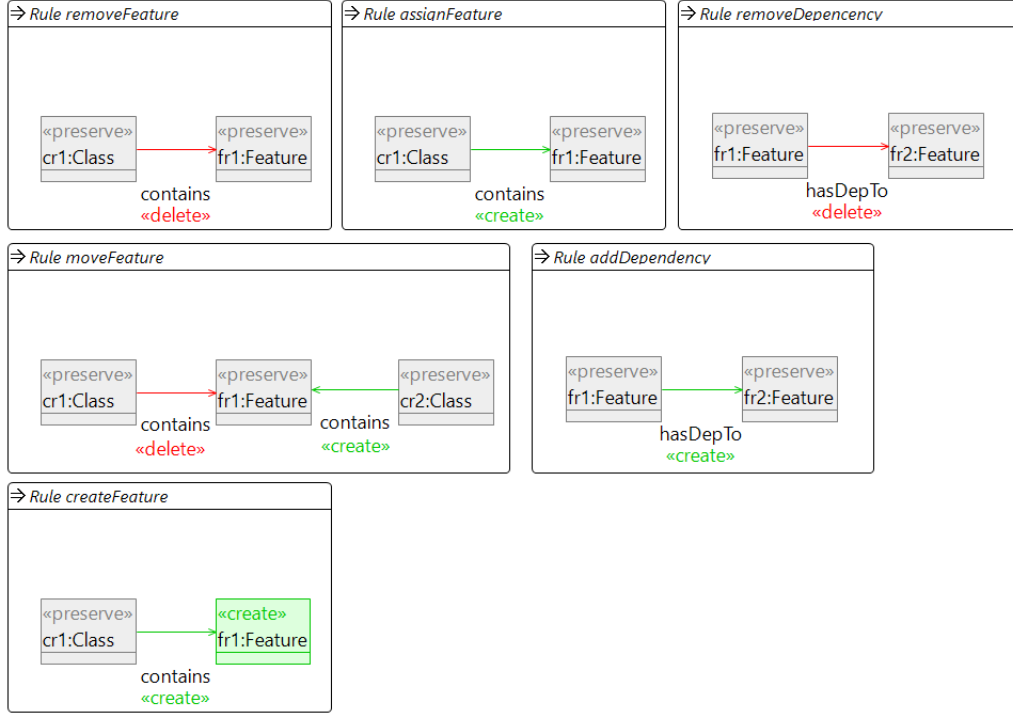 Rule removeFeature
«preserve»
cr1:Class
«preserve»
fr1:Feature
contains
«delete»
Rule assignFeature
«preserve»
cr1:Class
«preserve»
fr1:Feature
contains
«create»
Rule removeDepencency
«preserve»
fr1:Feature
«preserve»
fr2:Feature
hasDepTo
«delete»
Rule moveFeature
«preserve»
cr1:Class
«preserve»
fr1:Feature
«preserve»
cr2:Class
contains
«delete»
contains
«create»
Rule addDependency
«preserve»
fr1:Feature
«preserve»
fr2:Feature
hasDepTo
«create»
Rule createFeature
«preserve»
cr1:Class
«create»
fr1:Feature
contains
«create»